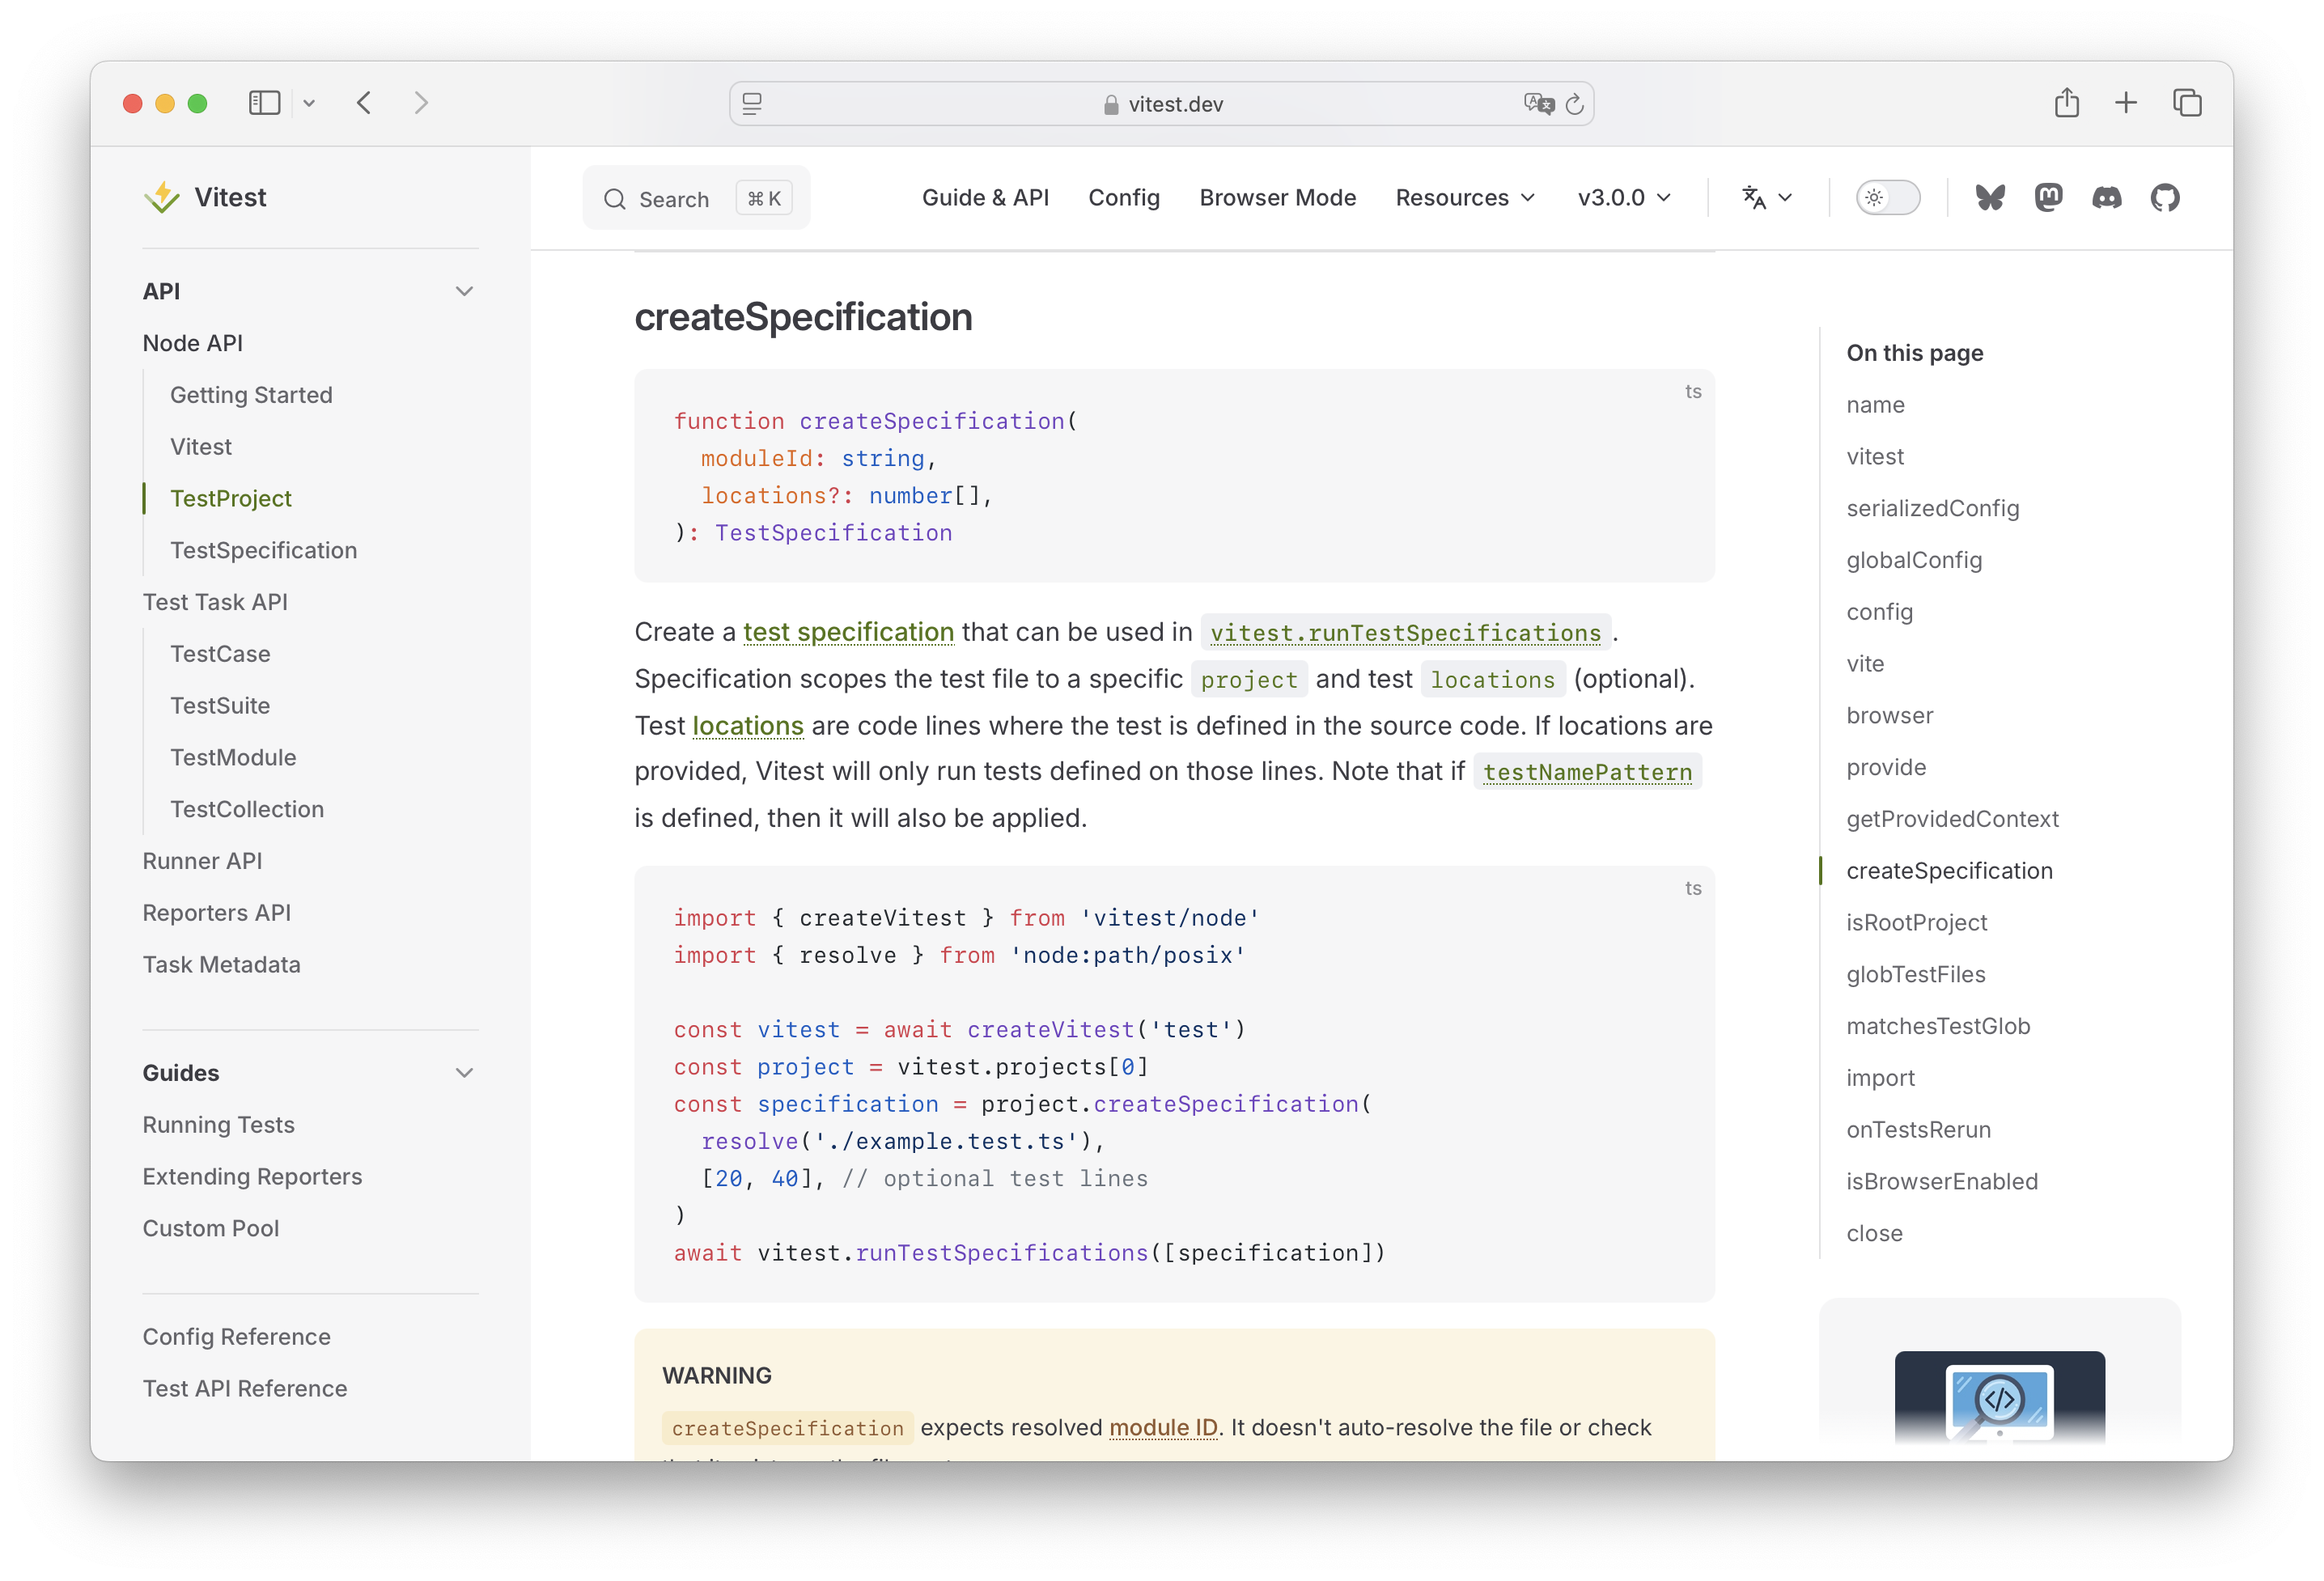 vitest.dev
Vitest
Search ⌘ K
Guide & API
Config
Browser Mode
Resources
v3.0.0
API
Node API
Getting Started
Vitest
TestProject
TestSpecification
Test Task API
TestCase
TestSuite
TestModule
TestCollection
Runner API
Reporters API
Task Metadata
Guides
Running Tests
Extending Reporters
Custom Pool
Config Reference
Test API Reference
createSpecification
ts
function createSpecification(
  moduleId: string,
  locations?: number[],
): TestSpecification
Create a test specification that can be used in vitest.runTestSpecifications.
Specification scopes the test file to a specific project and test locations (optional).
Test locations are code lines where the test is defined in the source code. If locations are
provided, Vitest will only run tests defined on those lines. Note that if testNamePattern
is defined, then it will also be applied.
ts
import { createVitest } from 'vitest/node'
import { resolve } from 'node:path/posix'
const vitest = await createVitest('test')
const project = vitest.projects[0]
const specification = project.createSpecification(
  resolve('./example.test.ts'),
  [20, 40], // optional test lines
)
await vitest.runTestSpecifications([specification])
WARNING
createSpecification expects resolved module ID. It doesn't auto-resolve the file or check
On this page
name
vitest
serializedConfig
globalConfig
config
vite
browser
provide
getProvidedContext
createSpecification
isRootProject
globTestFiles
matchesTestGlob
import
onTestsRerun
isBrowserEnabled
close